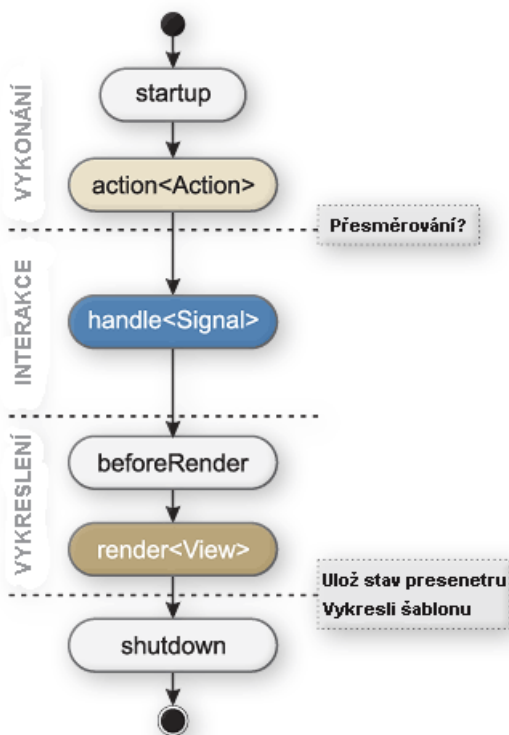 startup
VYKONÁNÍ
action<Action>
Přesměrování?
INTERAKCE
handle<Signal>
VYKRESLENÍ
beforeRender
render<View>
Ulož stav presenetru
Vykresli šablonu
shutdown